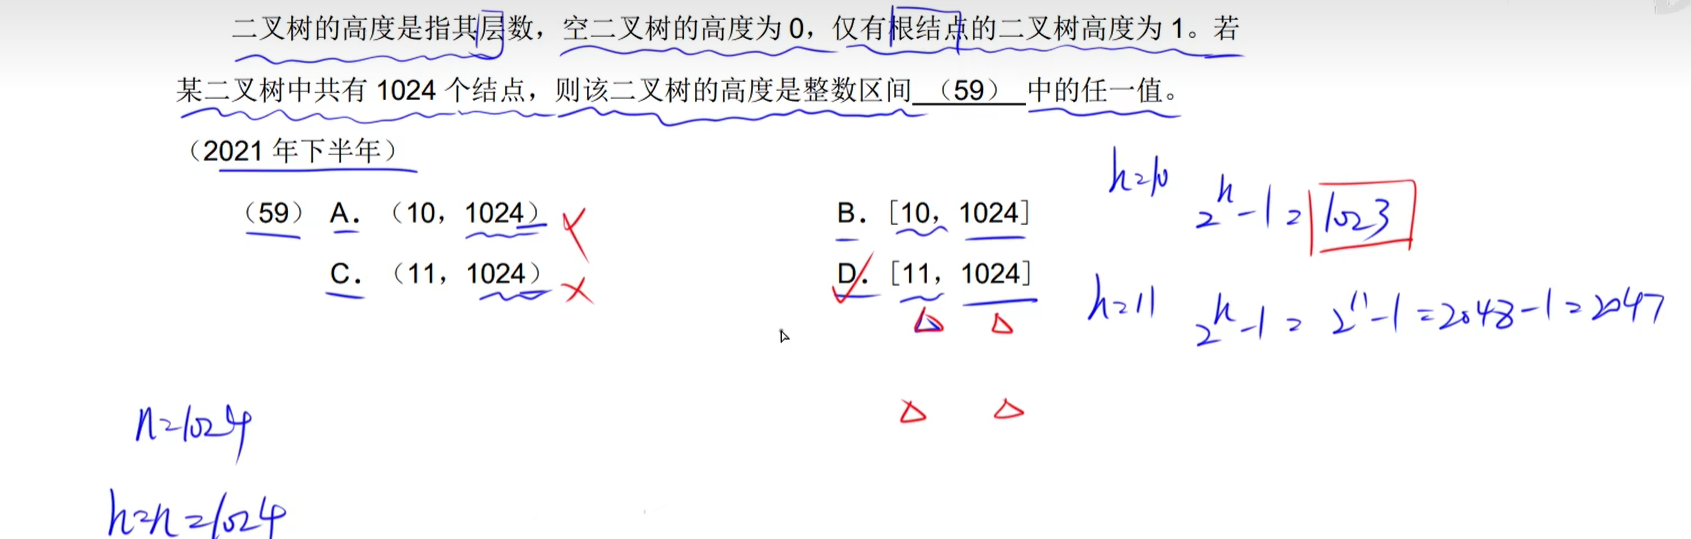 二叉树的高度是指其层数，空二叉树的高度为 0，仅有根结点的二叉树高度为 1。若
某二叉树中共有 1024 个结点，则该二叉树的高度是整数区间 （59） 中的任一值。
（2021 年下半年）
（59） A. （10，1024） B. [10，1024]
C. （11，1024） D. [11，1024]
h=10 2^h-1=1023
h=11 2^h-1=2^11-1=2048-1=2047
n=1024
h=n=1024